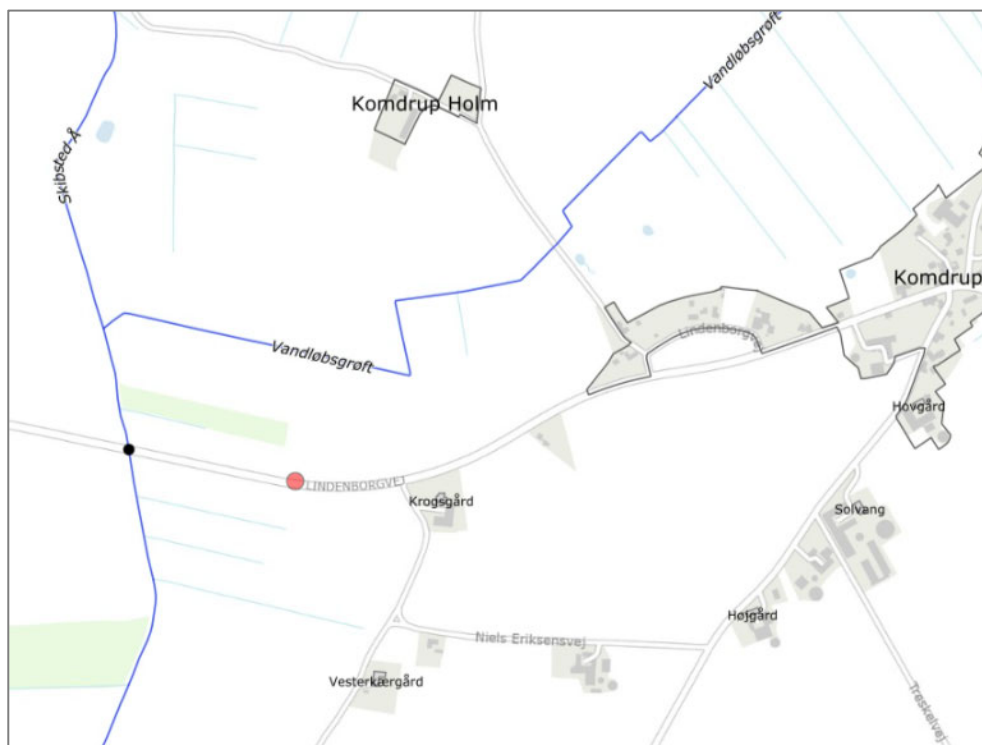 Vandløbsgrøft
Komdrup Holm
Skibsted Å
Komdrup
Lindenborgvej
Vandløbsgrøft
Hovgård
LINDENBORGVEJ
Krogsgård
Solvang
Højgård
Niels Eriksensvej
Vesterkærgård
Treskelvej